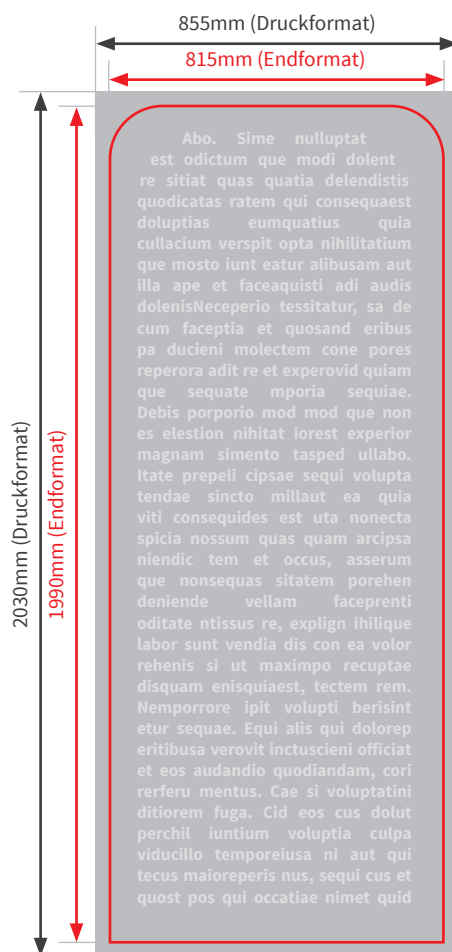 855mm (Druckformat)
815mm (Endformat)
2030mm (Druckformat)
1990mm (Endformat)
Abo. Sime nulluptat
est odictum que modi dolent
re sitiat quas quatia delendistis
quodicatas ratem qui consequaest
doluptias eumquatius quia
cullacium verspit opta nihilitatium
que mosto iunt eatur alibusam aut
illa ape et faceaquisti adi audis
dolenisNeceperio tessitatur, sa de
cum faceptia et quosand eribus
pa ducieni molectem cone pores
reperora adit re et experovid quiam
que sequate mporia sequiae.
Debis porporio mod mod que non
es elestion nihitat iorest experior
magnam simento tasped ullabo.
Itate prepeli cipsae sequi volupta
tendae sincto millaut ea quia
viti consequides est uta nonecta
spicia nossum quas quam arcipsa
niendic tem et occus, asserum
que nonsequas sitatem porehen
deniende vellam faceprenti
oditate ntissus re, explign ihilique
labor sunt vendia dis con ea volor
rehenis si ut maximpo recuptae
disquam enisquiaest, tectem rem.
Nemporrore ipit volupti berisint
etur sequae. Equi alis qui dolorep
eritibusa verovit inctuscieni officiat
et eos audandio quodiandam, cori
rerferu mentus. Cae si voluptatini
ditiorem fuga. Cid eos cus dolut
perchil iuntium voluptia culpa
viducillo temporeiusa ni aut qui
tecus maioreperis nus, sequi cus et
quost pos qui occatiae nimet quid